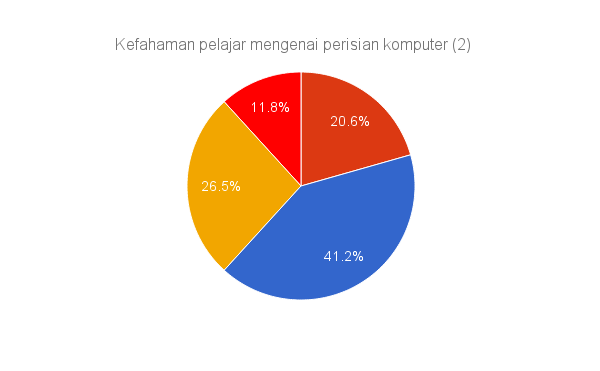 Kefahaman pelajar mengenai perisian komputer (2)
11.8%
20.6%
26.5%
41.2%